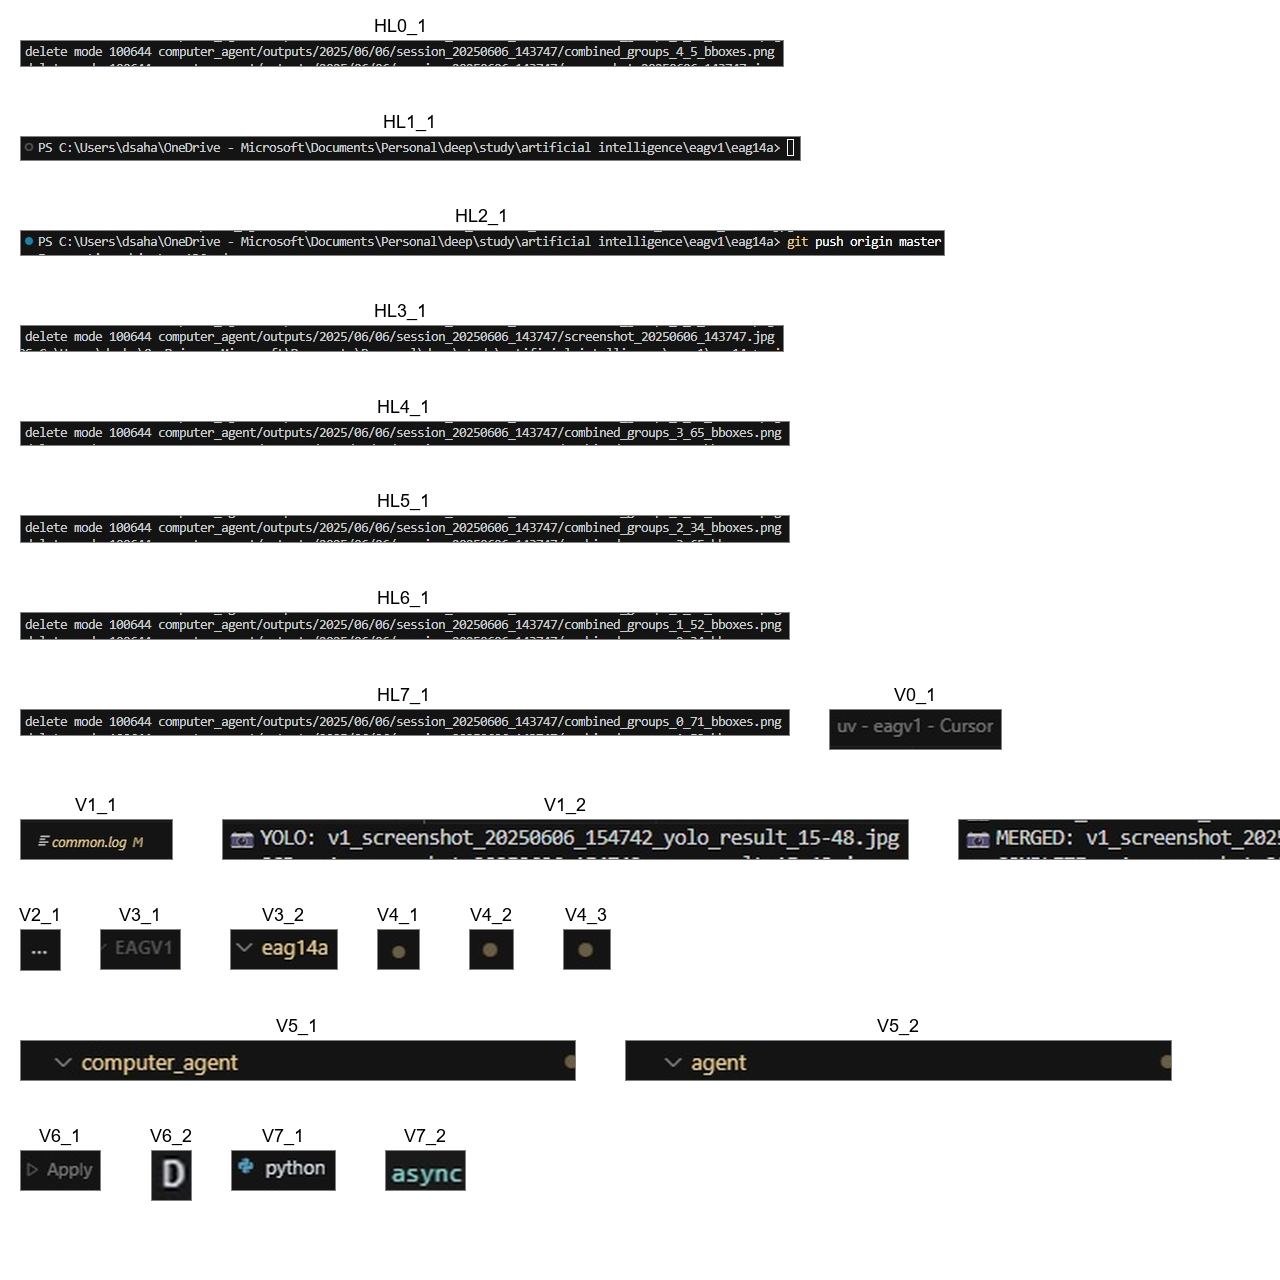 HL0_1
delete mode 100644 computer_agent/outputs/2025/06/06/session_20250606_143747/combined_groups_4_5_bboxes.png
HL1_1
PS C:\Users\dsaha\OneDrive - Microsoft\Documents\Personal\deep\study\artificial intelligence\eagv1\eag14a>
HL2_1
PS C:\Users\dsaha\OneDrive - Microsoft\Documents\Personal\deep\study\artificial intelligence\eagv1\eag14a> git push origin master
HL3_1
delete mode 100644 computer_agent/outputs/2025/06/06/session_20250606_143747/screenshot_20250606_143747.jpg
HL4_1
delete mode 100644 computer_agent/outputs/2025/06/06/session_20250606_143747/combined_groups_3_65_bboxes.png
HL5_1
delete mode 100644 computer_agent/outputs/2025/06/06/session_20250606_143747/combined_groups_2_34_bboxes.png
HL6_1
delete mode 100644 computer_agent/outputs/2025/06/06/session_20250606_143747/combined_groups_1_52_bboxes.png
HL7_1 V0_1
delete mode 100644 computer_agent/outputs/2025/06/06/session_20250606_143747/combined_groups_0_71_bboxes.png uv - eagv1 - Cursor
V1_1 V1_2
common.log M YOLO: v1_screenshot_20250606_154742_yolo_result_15-48.jpg MERGED: v1_screenshot_2025
V2_1 V3_1 V3_2 V4_1 V4_2 V4_3
... EAGV1 eag14a
V5_1 V5_2
computer_agent agent
V6_1 V6_2 V7_1 V7_2
Apply D python async